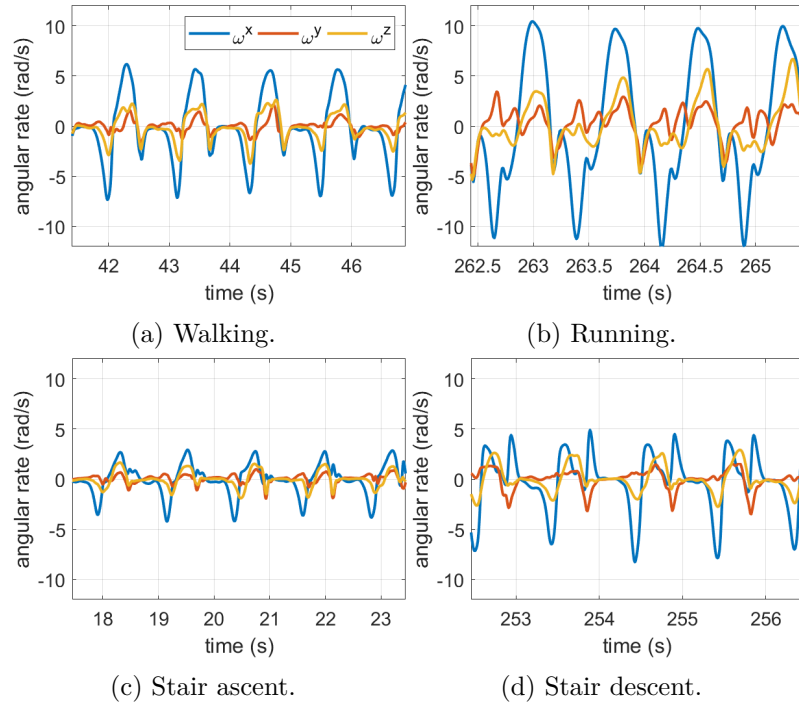 ω^x ω^y ω^z
10
5
0
-5
-10
angular rate (rad/s)
42 43 44 45 46
time (s)
(a) Walking.
10
5
0
-5
-10
angular rate (rad/s)
262.5 263 263.5 264 264.5 265
time (s)
(b) Running.
10
5
0
-5
-10
angular rate (rad/s)
18 19 20 21 22 23
time (s)
(c) Stair ascent.
10
5
0
-5
-10
angular rate (rad/s)
253 254 255 256
time (s)
(d) Stair descent.